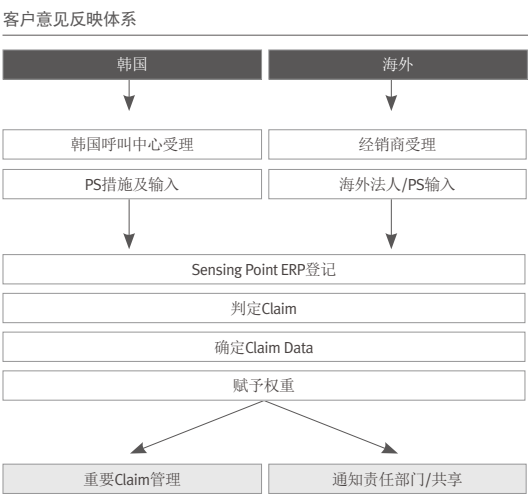 客户意见反映体系
韩国
海外
韩国呼叫中心受理
经销商受理
PS措施及输入
海外法人/PS输入
Sensing Point ERP登记
判定Claim
确定Claim Data
赋予权重
重要Claim管理
通知责任部门/共享